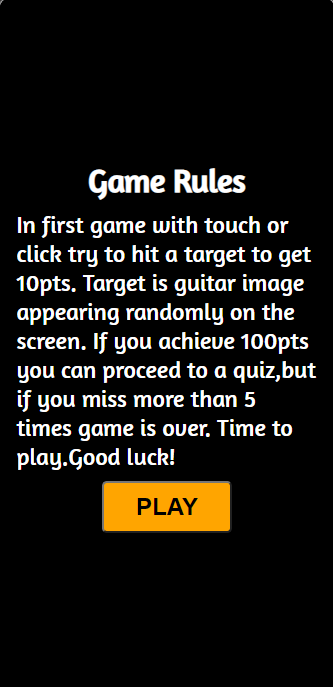 Game Rules
In first game with touch or
click try to hit a target to get
10pts. Target is guitar image
appearing randomly on the
screen. If you achieve 100pts
you can proceed to a quiz,but
if you miss more than 5
times game is over. Time to
play.Good luck!
PLAY